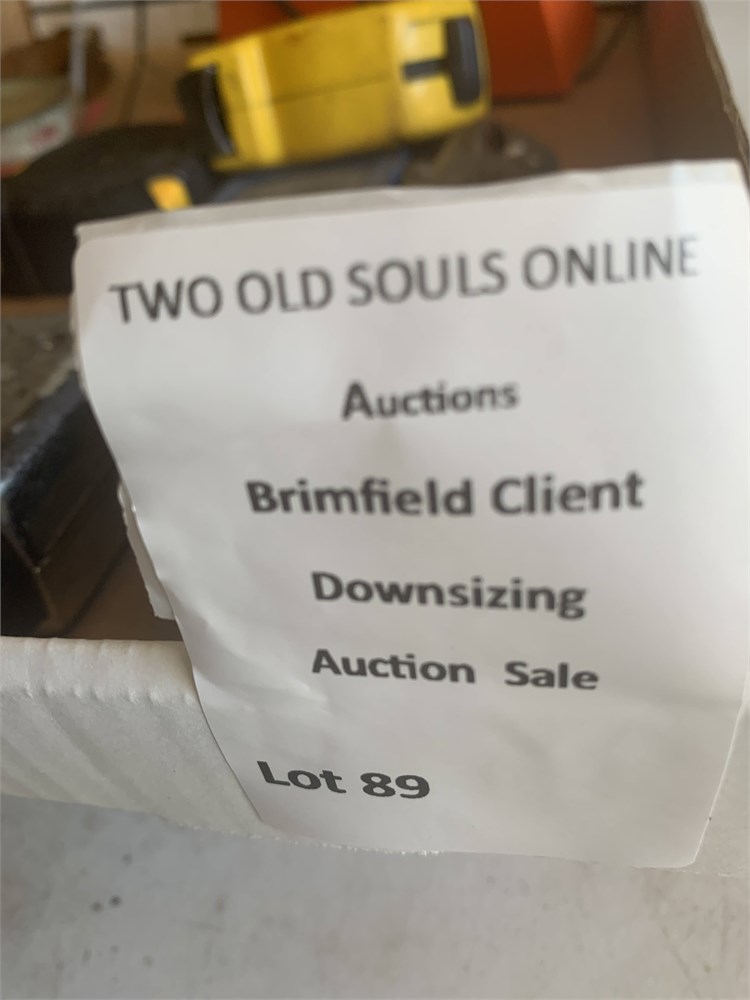 TWO OLD SOULS ONLINE
Auctions
Brimfield Client
Downsizing
Auction Sale
Lot 89